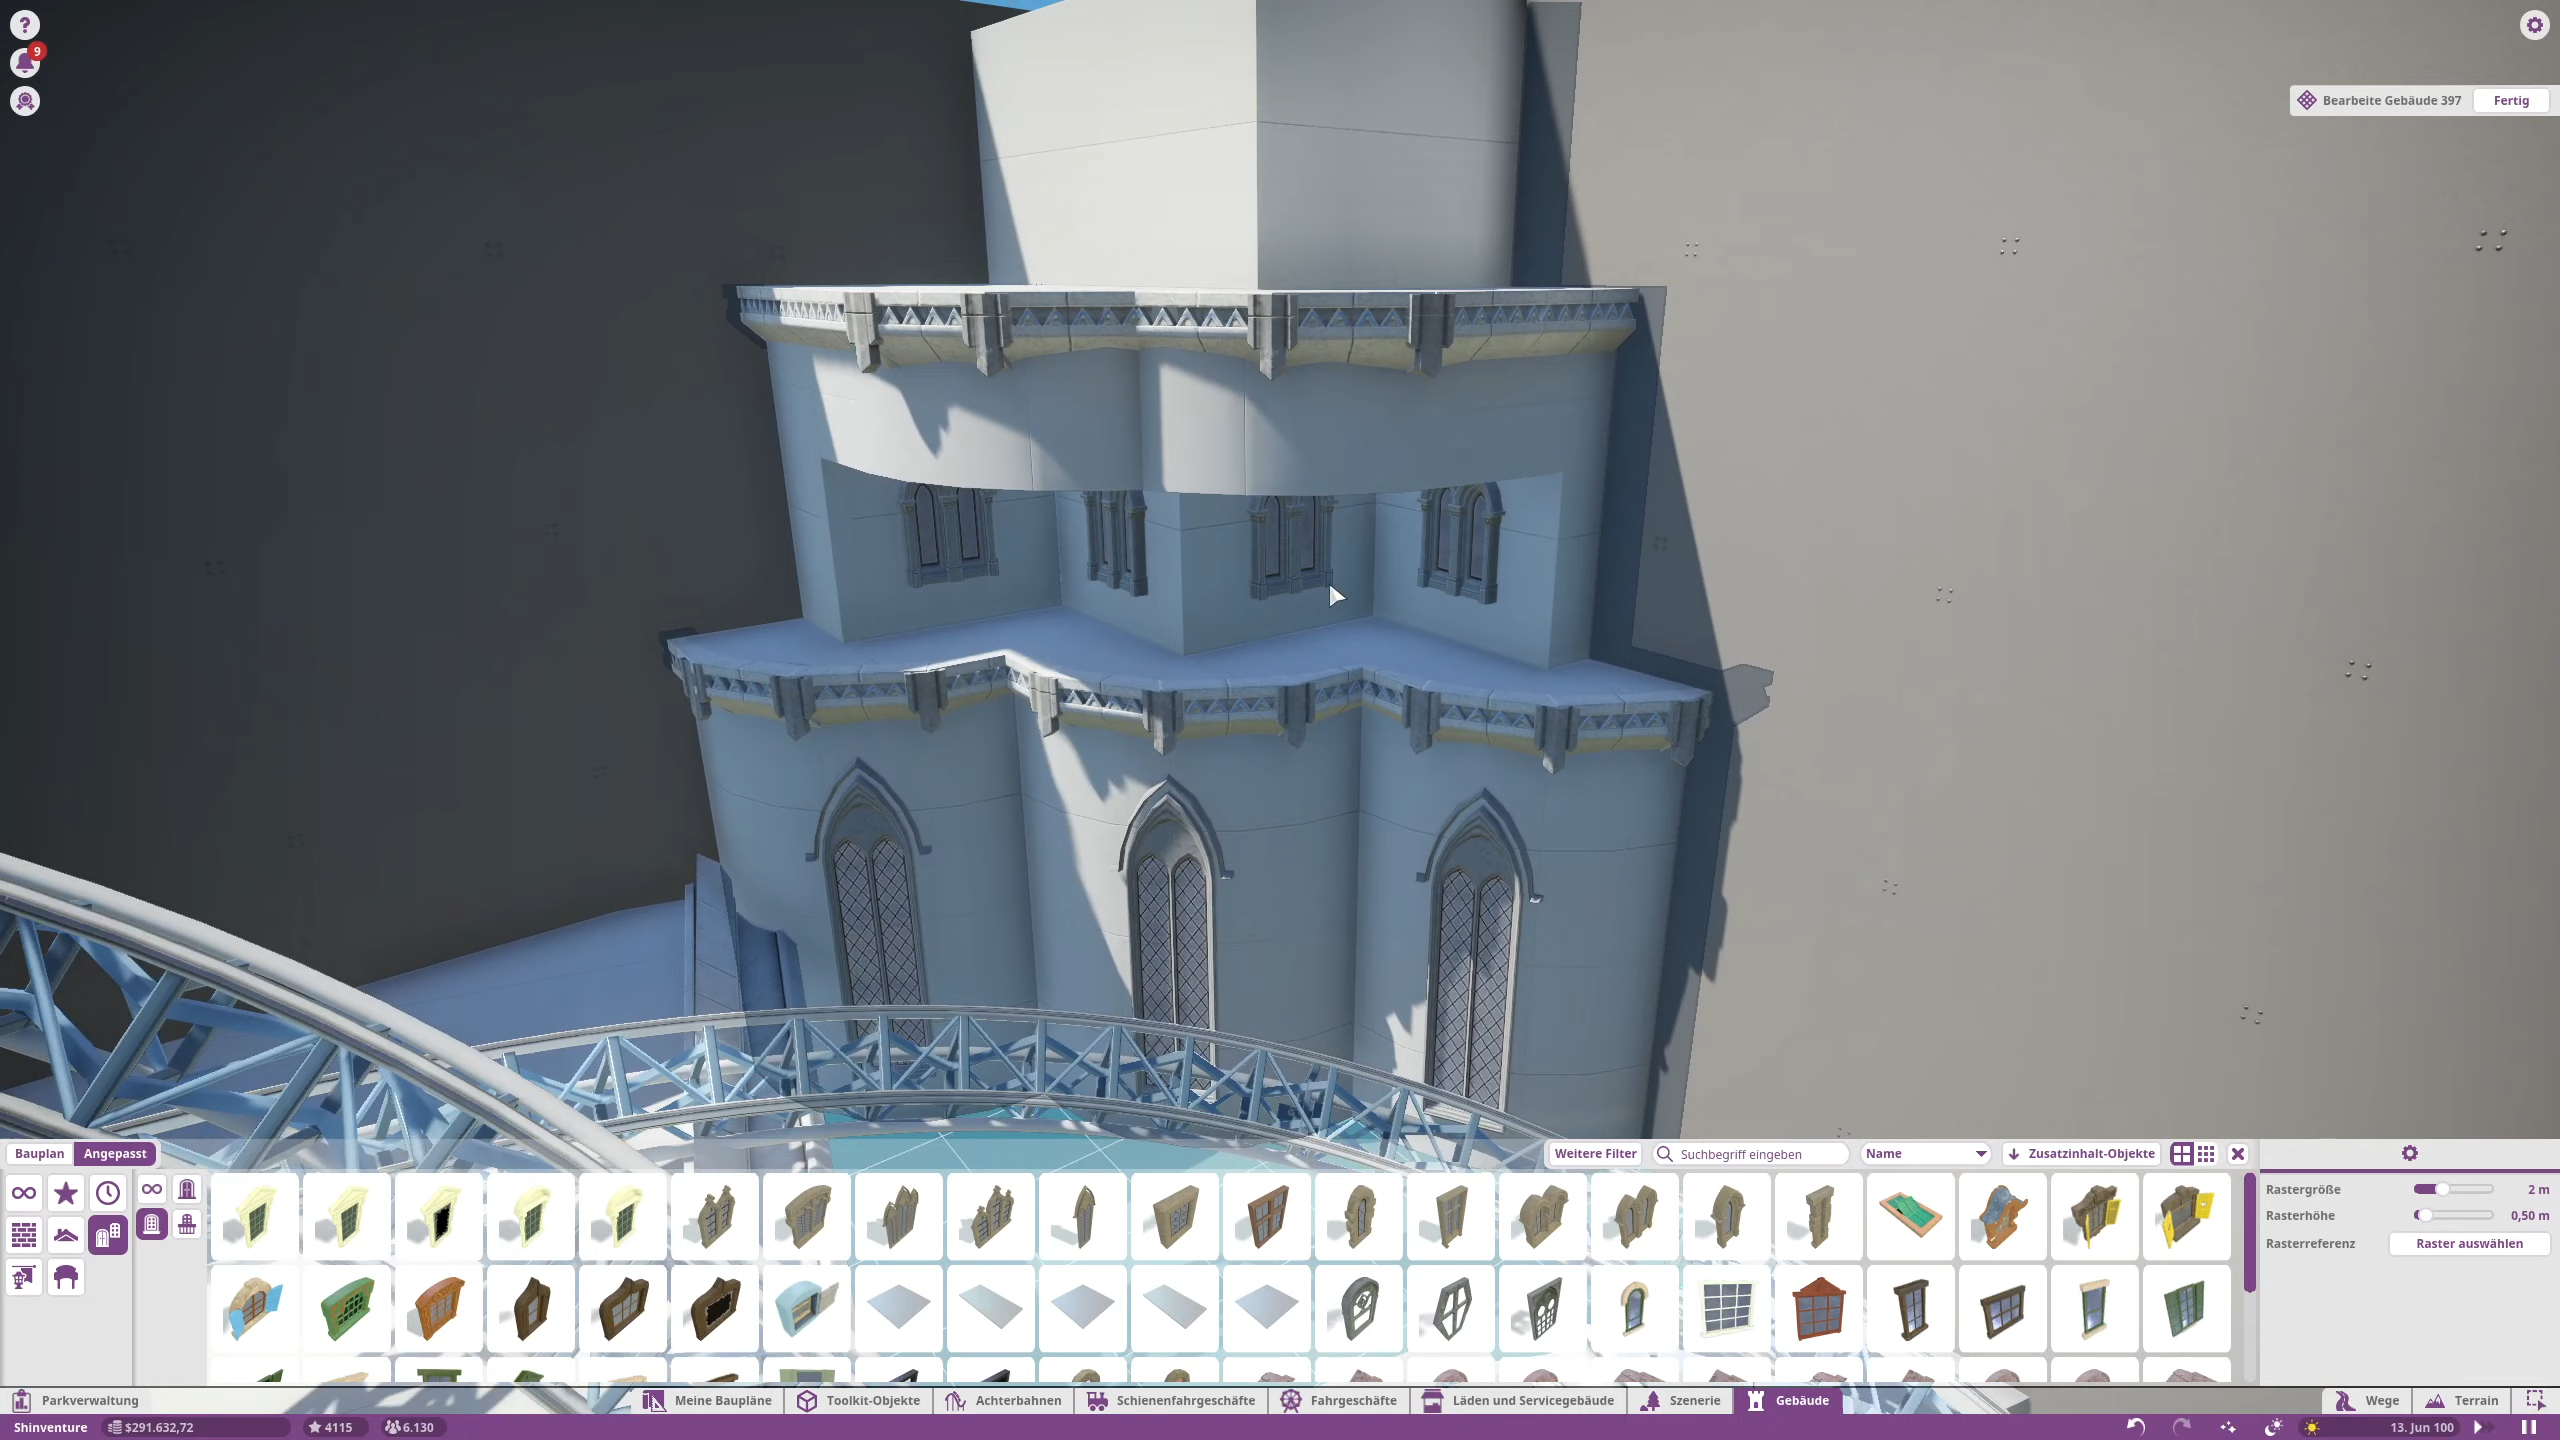 ?
9
Bearbeite Gebäude 397
Fertig
Bauplan
Angepasst
Weitere Filter
Suchbegriff eingeben
Name
Zusatzinhalt-Objekte
Rastergröße
2 m
Rasterhöhe
0,50 m
Rasterreferenz
Raster auswählen
Parkverwaltung
Meine Baupläne
Toolkit-Objekte
Achterbahnen
Schienenfahrgeschäfte
Fahrgeschäfte
Läden und Servicegebäude
Szenerie
Gebäude
Wege
Terrain
Shinventure
$291.632,72
4115
6.130
13. Jun 100